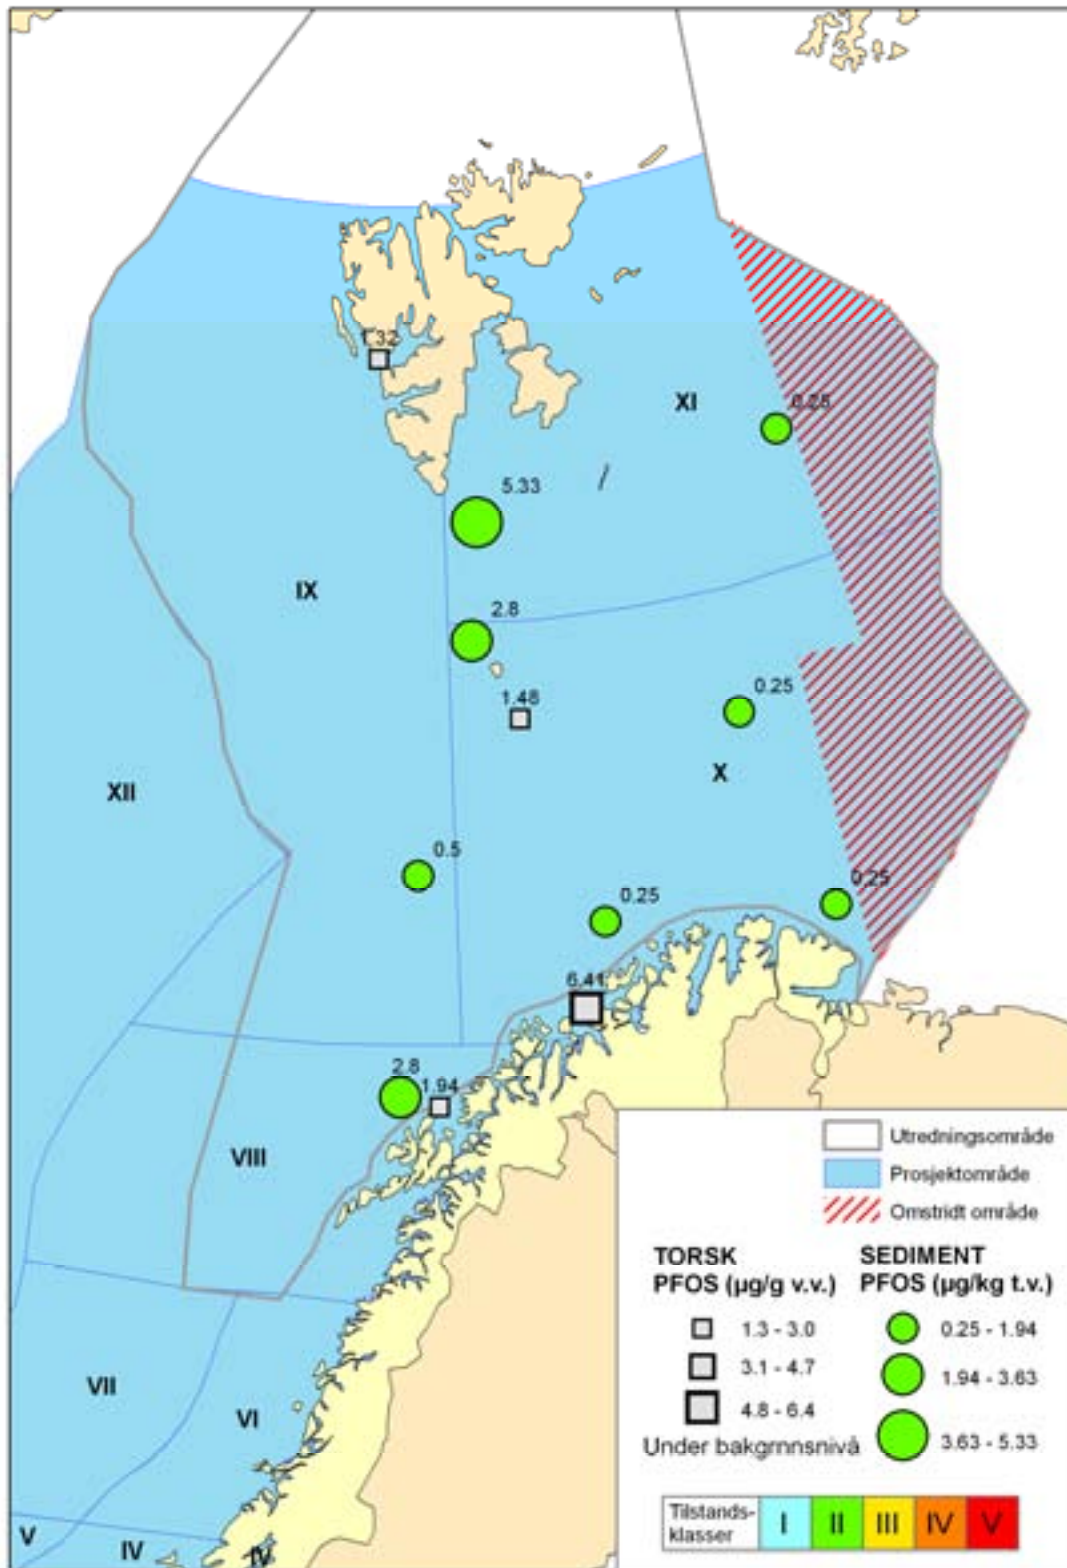 1.32
XI
0.25
5.33
IX
2.8
1.48
0.25
X
XII
0.5
0.25
0.25
6.41
2.8
1.94
VIII
Utredningsområde
Prosjektområde
Omstridt område
TORSK
PFOS (µg/g v.v.)
1.3 - 3.0
3.1 - 4.7
4.8 - 6.4
Under bakgrnnsnivå
SEDIMENT
PFOS (µg/kg t.v.)
0.25 - 1.94
1.94 - 3.63
3.63 - 5.33
VII
VI
V
IV
IV
Tilstands-
klasser
I II III IV V